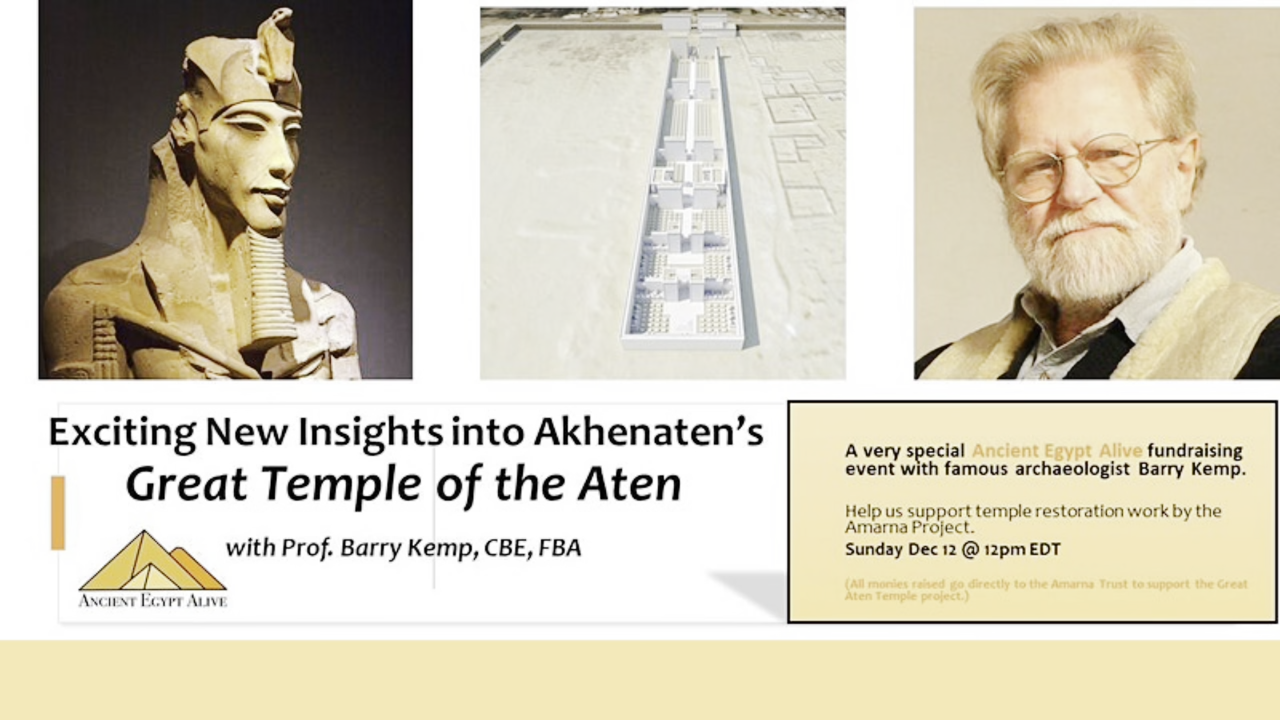 Exciting New Insights into Akhenaten’s
Great Temple of the Aten
with Prof. Barry Kemp, CBE, FBA
ANCIENT EGYPT ALIVE
A very special Ancient Egypt Alive fundraising
event with famous archaeologist Barry Kemp.
Help us support temple restoration work by the
Amarna Project.
Sunday Dec 12 @ 12pm EDT
(All monies raised go directly to the Amarna Trust to support the Great
Aten Temple project.)